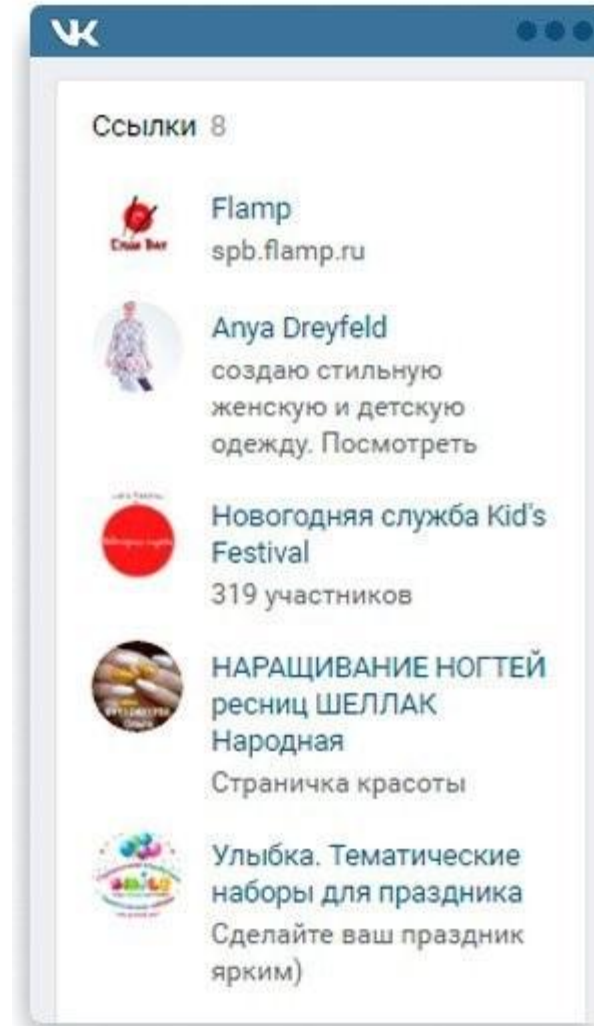 Ссылки 8
Flamp
spb.flamp.ru
Anya Dreyfeld
создаю стильную
женскую и детскую
одежду. Посмотреть
Новогодняя служба Kid's
Festival
319 участников
НАРАЩИВАНИЕ НОГТЕЙ
ресниц ШЕЛЛАК
Народная
Страничка красоты
Улыбка. Тематические
наборы для праздника
Сделайте ваш праздник
ярким)